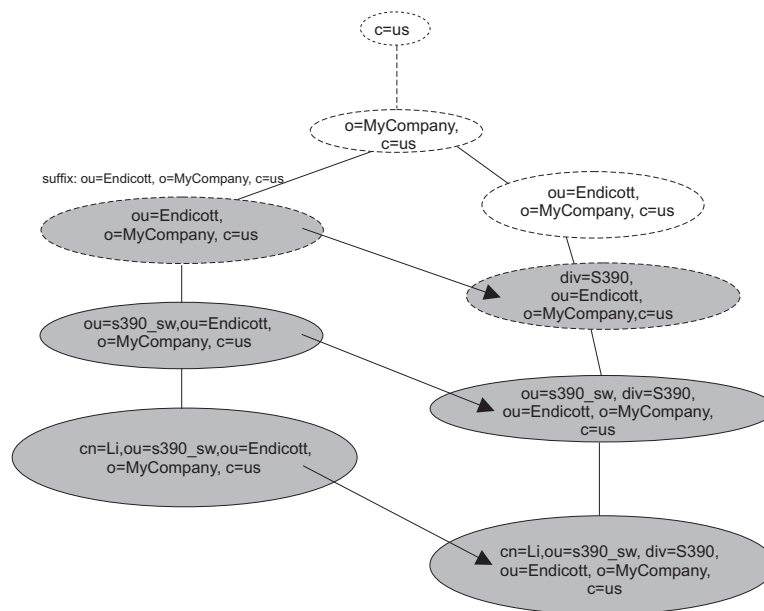 c=us
o=MyCompany,
c=us
suffix: ou=Endicott, o=MyCompany, c=us
ou=Endicott,
o=MyCompany, c=us
ou=Endicott,
o=MyCompany, c=us
div=S390,
ou=Endicott,
o=MyCompany,c=us
ou=s390_sw,ou=Endicott,
o=MyCompany, c=us
ou=s390_sw, div=S390,
ou=Endicott, o=MyCompany,
c=us
cn=Li,ou=s390_sw,ou=Endicott,
o=MyCompany, c=us
cn=Li,ou=s390_sw, div=S390,
ou=Endicott, o=MyCompany,
c=us